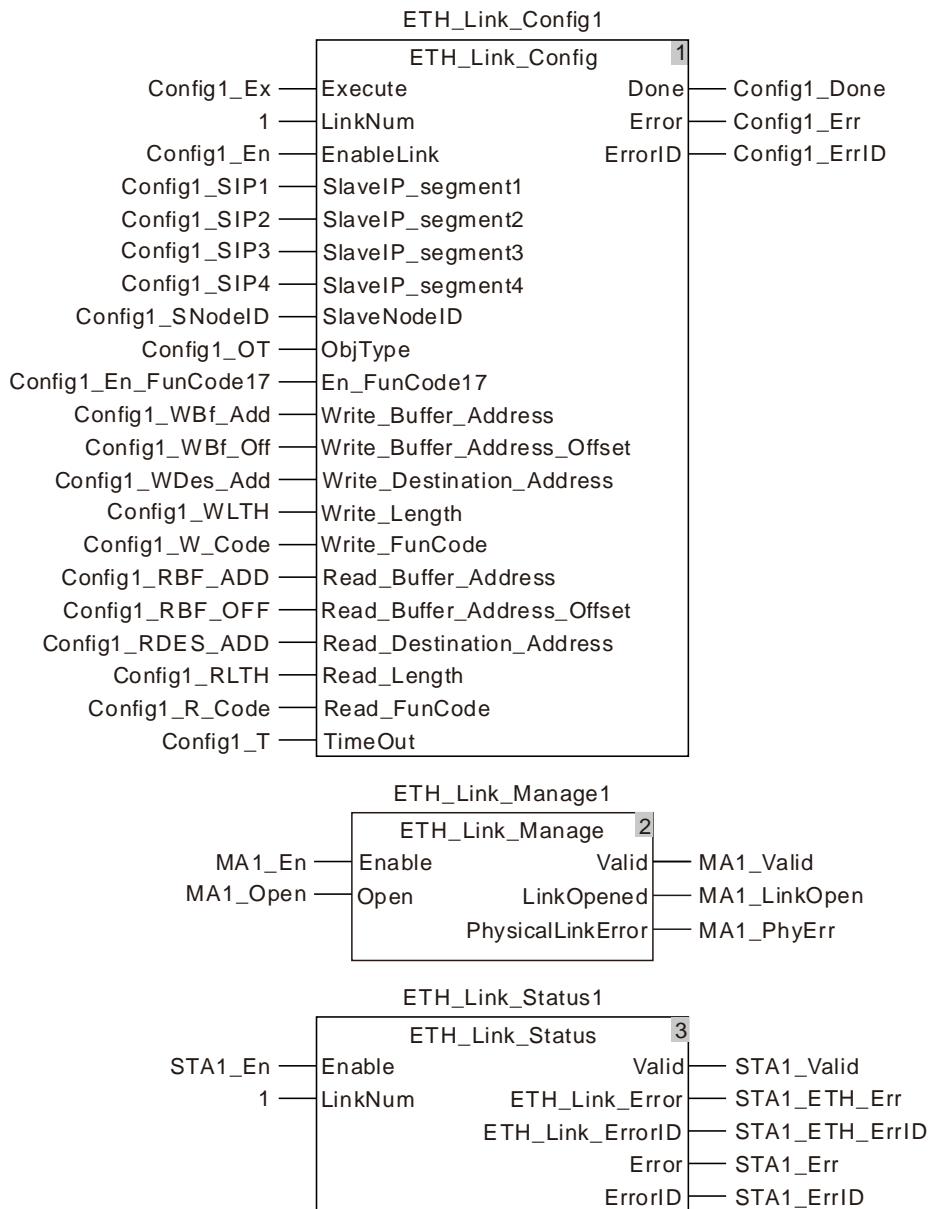 ETH_Link_Config1
ETH_Link_Config 1
Config1_Ex Execute Done Config1_Done
1 LinkNum Error Config1_Err
Config1_En EnableLink ErrorID Config1_ErrID
Config1_SIP1 SlaveIP_segment1
Config1_SIP2 SlaveIP_segment2
Config1_SIP3 SlaveIP_segment3
Config1_SIP4 SlaveIP_segment4
Config1_SNodeID SlaveNodeID
Config1_OT ObjType
Config1_En_FunCode17 En_FunCode17
Config1_WBf_Add Write_Buffer_Address
Config1_WBf_Off Write_Buffer_Address_Offset
Config1_WDes_Add Write_Destination_Address
Config1_WLTH Write_Length
Config1_W_Code Write_FunCode
Config1_RBF_ADD Read_Buffer_Address
Config1_RBF_OFF Read_Buffer_Address_Offset
Config1_RDES_ADD Read_Destination_Address
Config1_RLTH Read_Length
Config1_R_Code Read_FunCode
Config1_T TimeOut
ETH_Link_Manage1
ETH_Link_Manage 2
MA1_En Enable Valid MA1_Valid
MA1_Open Open LinkOpened MA1_LinkOpen
PhysicalLinkError MA1_PhyErr
ETH_Link_Status1
ETH_Link_Status 3
STA1_En Enable Valid STA1_Valid
1 LinkNum ETH_Link_Error STA1_ETH_Err
ETH_Link_ErrorID STA1_ETH_ErrID
Error STA1_Err
ErrorID STA1_ErrID